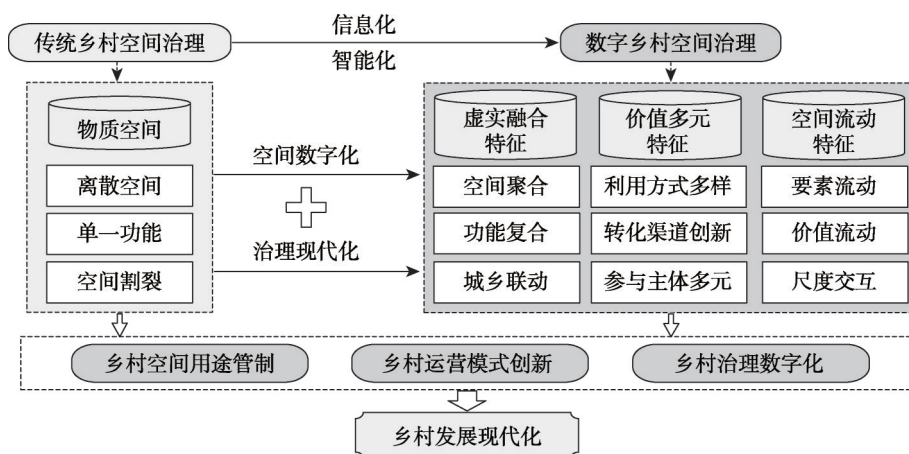 传统乡村空间治理
信息化
智能化
数字乡村空间治理
物质空间
离散空间
单一功能
空间割裂
空间数字化
治理现代化
虚实融合
特征
空间聚合
功能复合
城乡联动
价值多元
特征
利用方式多样
转化渠道创新
参与主体多元
空间流动
特征
要素流动
价值流动
尺度交互
乡村空间用途管制
乡村运营模式创新
乡村治理数字化
乡村发展现代化